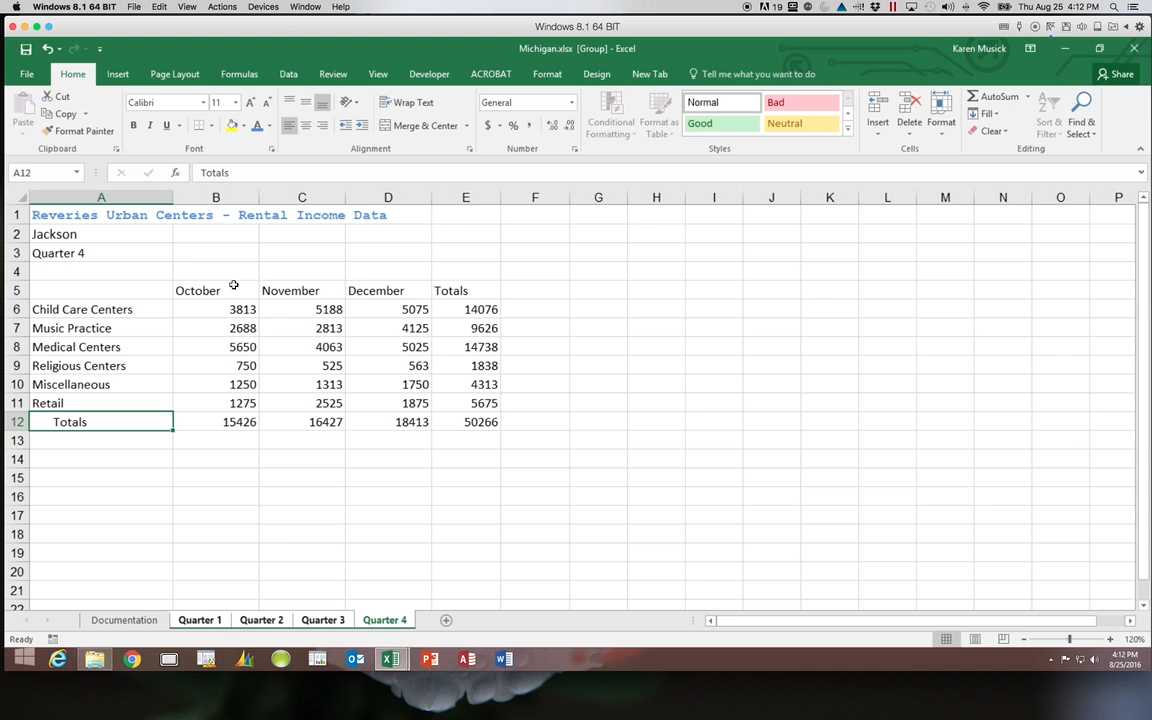 Windows 8.1 64 BIT File Edit View Actions Devices Window Help 19 Thu Aug 25 4:12 PM
Windows 8.1 64 BIT
Michigan.xlsx [Group] - Excel Karen Musick
File Home Insert Page Layout Formulas Data Review View Developer ACROBAT Format Design New Tab Tell me what you want to do Share
Paste Cut Copy Format Painter
Calibri 11 Wrap Text General Normal Bad
B I U Merge & Center $ % , Good Neutral
Conditional Formatting Format as Table Insert Delete Format AutoSum Fill Clear Sort & Filter Find & Select
Clipboard Font Alignment Number Styles Cells Editing
A12 fx Totals
A B C D E F G H I J K L M N O P
1 Reveries Urban Centers - Rental Income Data
2 Jackson
3 Quarter 4
4
5 October November December Totals
6 Child Care Centers 3813 5188 5075 14076
7 Music Practice 2688 2813 4125 9626
8 Medical Centers 5650 4063 5025 14738
9 Religious Centers 750 525 563 1838
10 Miscellaneous 1250 1313 1750 4313
11 Retail 1275 2525 1875 5675
12 Totals 15426 16427 18413 50266
13
14
15
16
17
18
19
20
21
22
Documentation Quarter 1 Quarter 2 Quarter 3 Quarter 4
Ready 120%
4:12 PM
8/25/2016